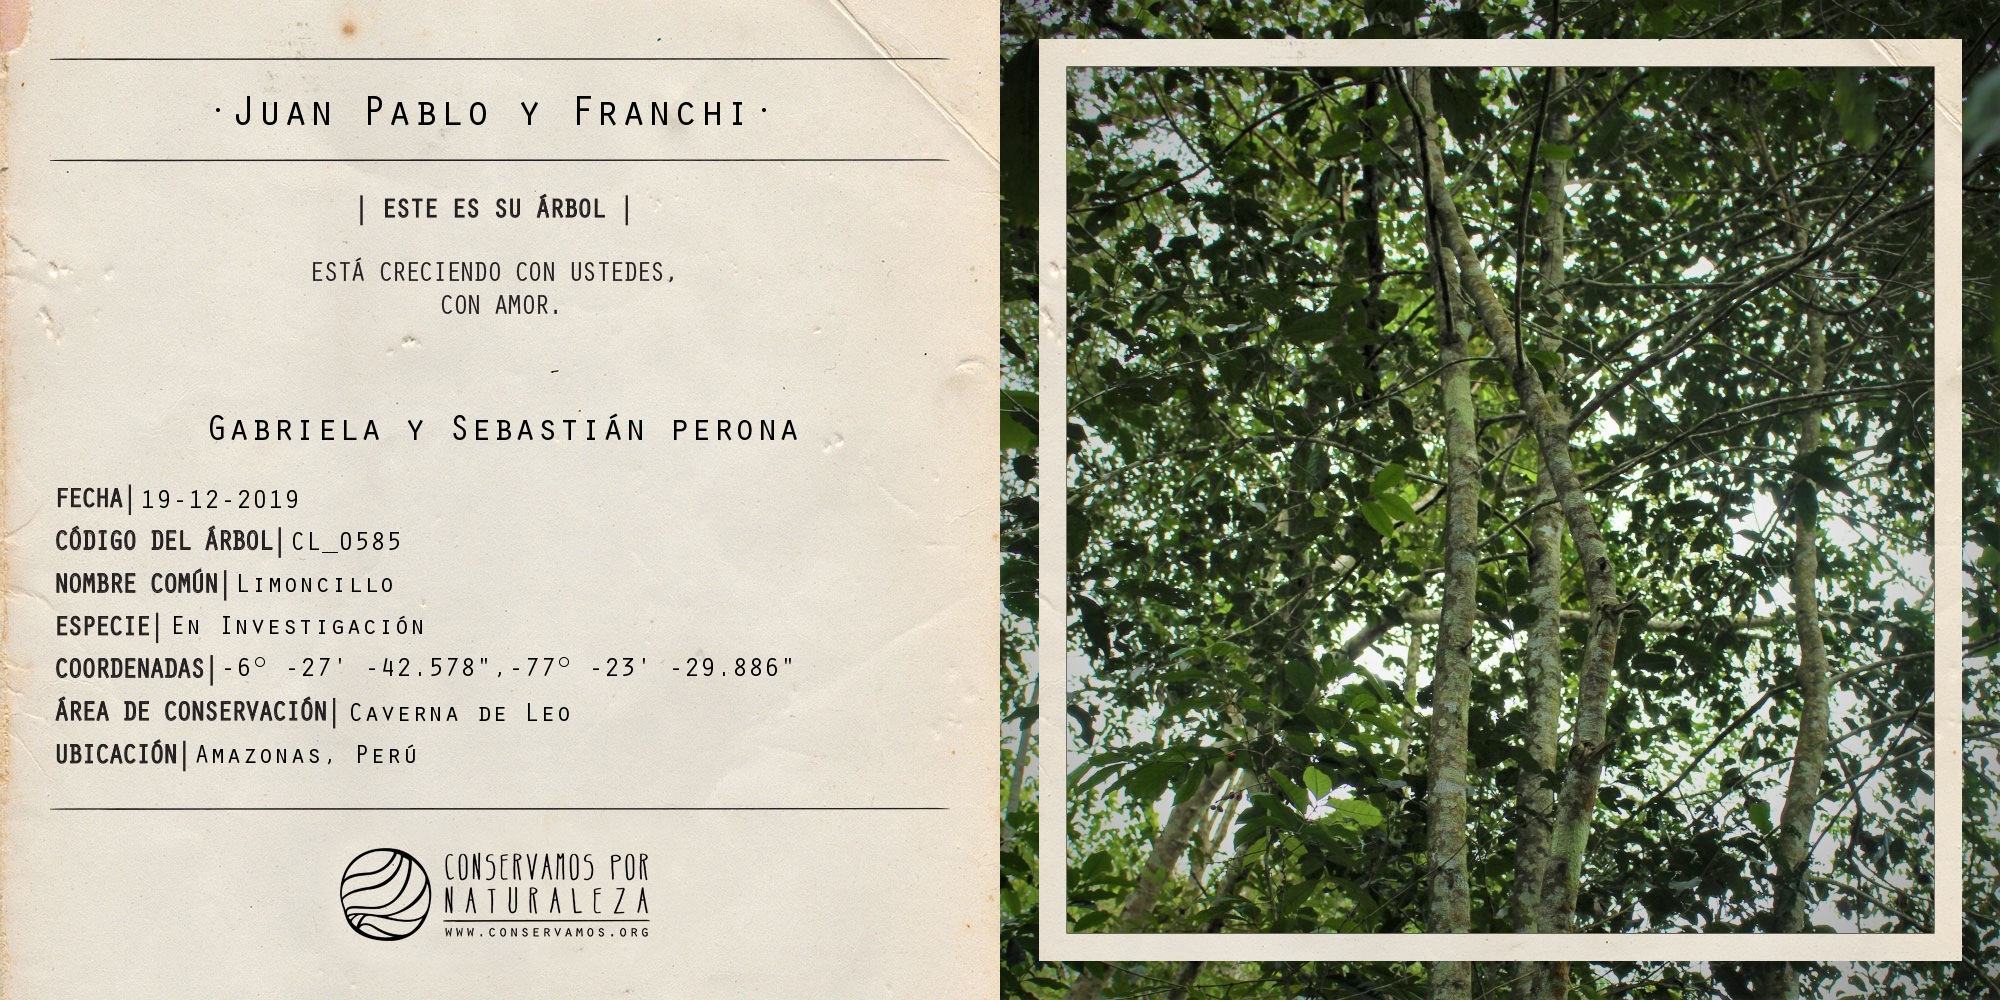 · Juan Pablo y Franchi ·
| ESTE ES SU ÁRBOL |
ESTÁ CRECIENDO CON USTEDES,
CON AMOR.
Gabriela y Sebastián perona
FECHA| 19-12-2019
CÓDIGO DEL ÁRBOL| CL_0585
NOMBRE COMÚN| Limoncillo
ESPECIE| En Investigación
COORDENADAS| -6° -27' -42.578",-77° -23' -29.886"
ÁREA DE CONSERVACIÓN| Caverna de Leo
UBICACIÓN| Amazonas, Perú
CONSERVAMOS POR
NATURALEZA
WWW.CONSERVAMOS.ORG